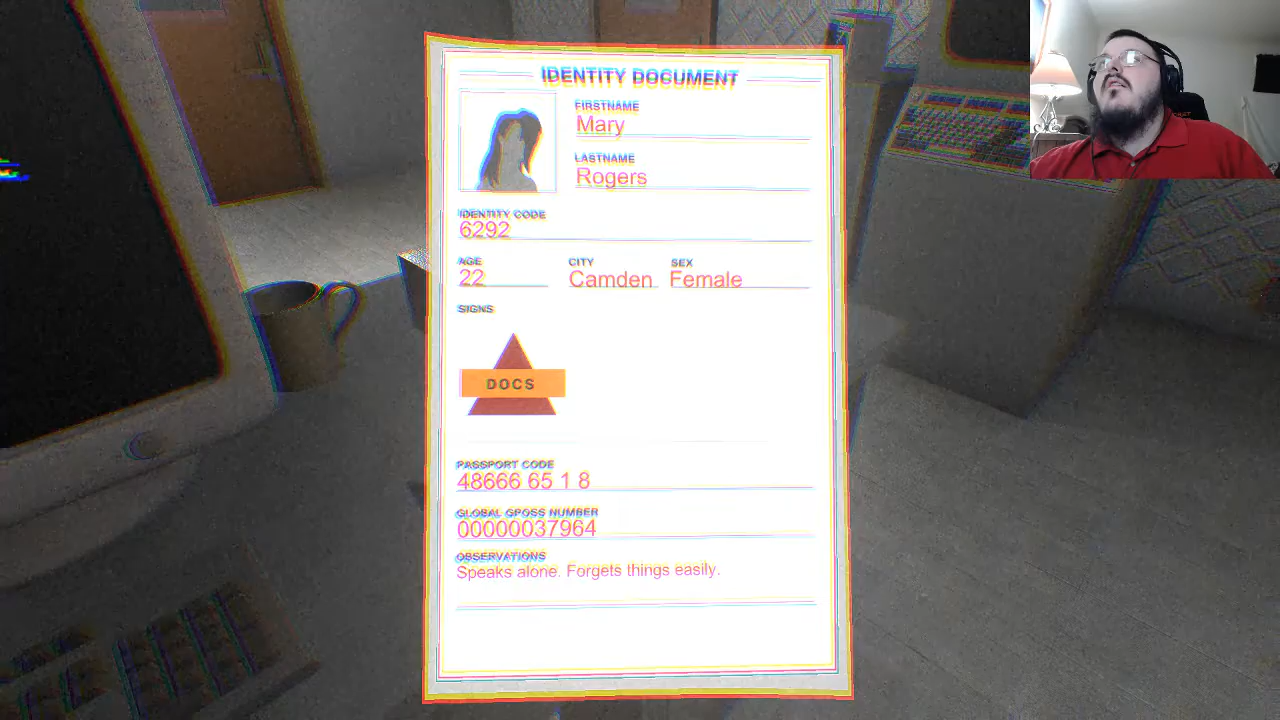 IDENTITY DOCUMENT
FIRSTNAME
Mary
LASTNAME
Rogers
IDENTITY CODE
6292
AGE
22
CITY
Camden
SEX
Female
SIGNS
DOCS
PASSPORT CODE
48666 65 1 8
GLOBAL GPOSS NUMBER
00000037964
OBSERVATIONS
Speaks alone. Forgets things easily.